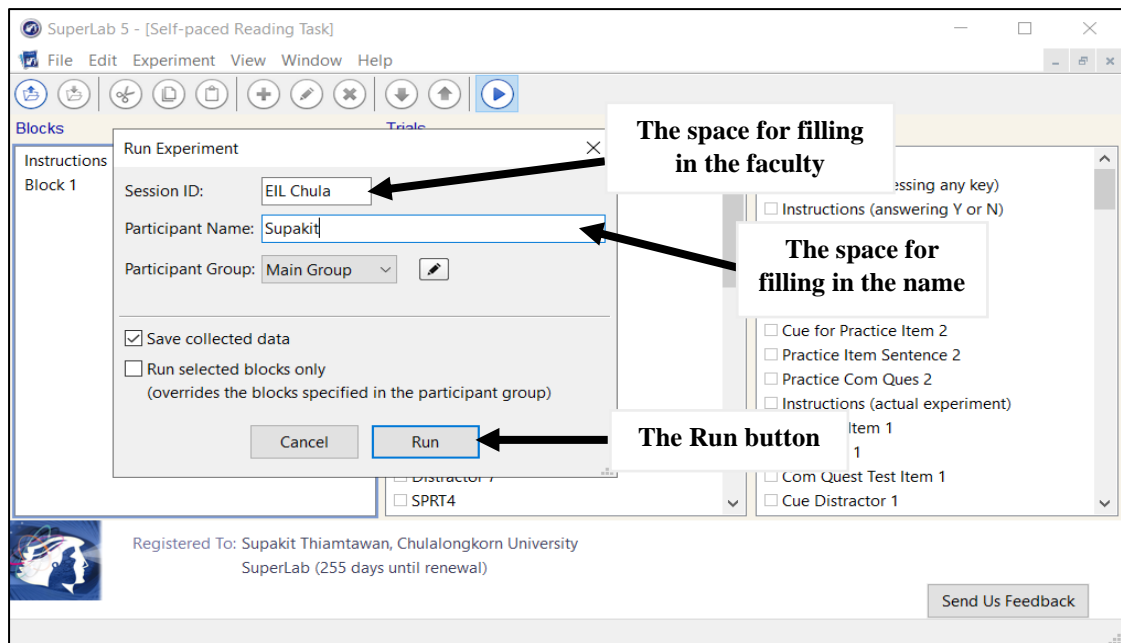 SuperLab 5 - [Self-paced Reading Task]
File Edit Experiment View Window Help
Blocks
Trials
Instructions
Block 1
Run Experiment
Session ID: EIL Chula
Participant Name: Supakit
Participant Group: Main Group
Save collected data
Run selected blocks only
(overrides the blocks specified in the participant group)
Cancel
Run
The space for filling
in the faculty
The space for
filling in the name
The Run button
SPRT4
essing any key)
Instructions (answering Y or N)
Cue for Practice Item 2
Practice Item Sentence 2
Practice Com Ques 2
Instructions (actual experiment)
Item 1
1
Com Quest Test Item 1
Cue Distractor 1
Registered To: Supakit Thiamtawan, Chulalongkorn University
SuperLab (255 days until renewal)
Send Us Feedback